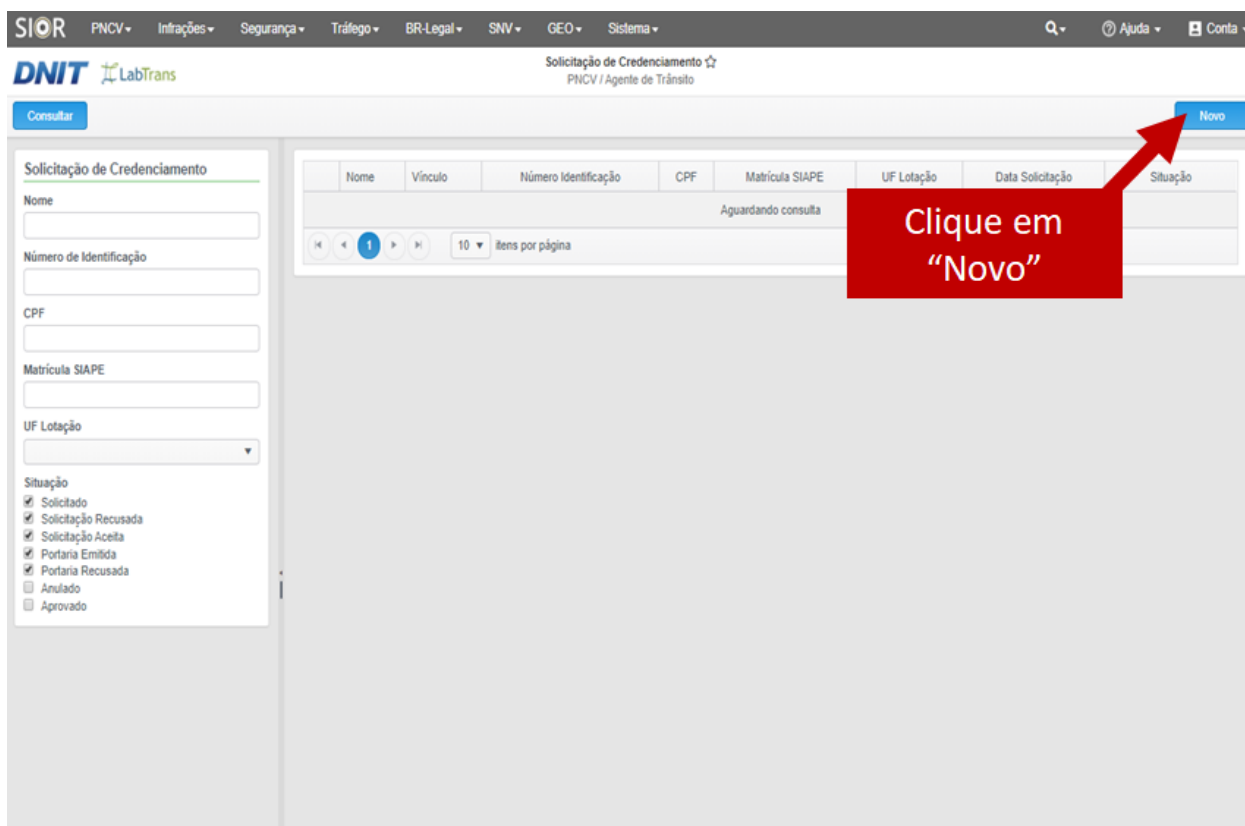 SIOR PNCV Infrações Segurança Tráfego BR-Legal SNV GEO Sistema Ajuda Conta
DNIT LabTrans
Solicitação de Credenciamento
PNCV / Agente de Trânsito
Consultar
Novo
Solicitação de Credenciamento
Nome
Número de Identificação
CPF
Matrícula SIAPE
UF Lotação
Situação
Solicitado
Solicitação Recusada
Solicitação Aceita
Portaria Emitida
Portaria Recusada
Anulado
Aprovado
Nome Vínculo Número Identificação CPF Matrícula SIAPE UF Lotação Data Solicitação Situação
Aguardando consulta
1 10 itens por página
Clique em
“Novo”